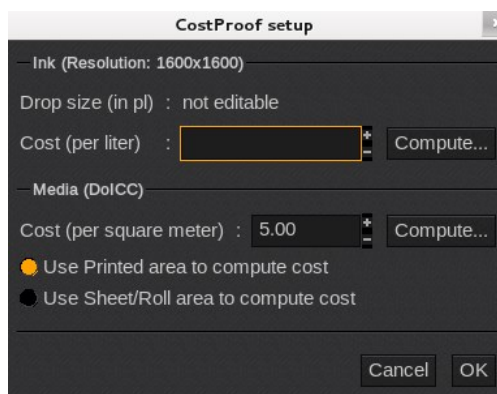 CostProof setup
Ink (Resolution: 1600x1600)
Drop size (in pl) : not editable
Cost (per liter) : Compute...
Media (DoICC)
Cost (per square meter) : 5.00 Compute...
Use Printed area to compute cost
Use Sheet/Roll area to compute cost
Cancel OK